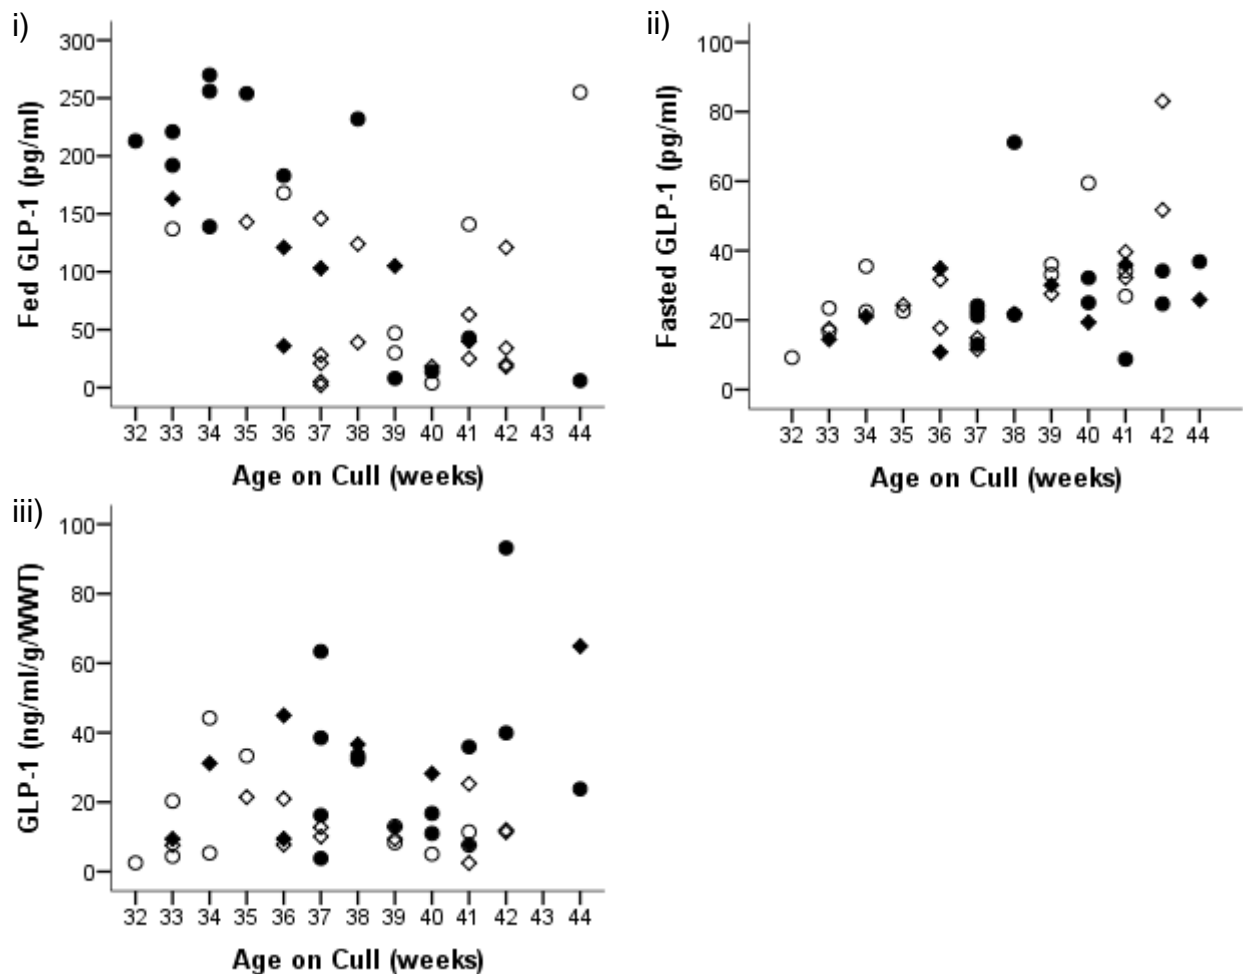 i)
300
250
200
150
100
50
0
Fed GLP-1 (pg/ml)
32 33 34 35 36 37 38 39 40 41 42 43 44
Age on Cull (weeks)
ii)
100
80
60
40
20
0
Fasted GLP-1 (pg/ml)
32 33 34 35 36 37 38 39 40 41 42 44
Age on Cull (weeks)
iii)
100
80
60
40
20
0
GLP-1 (ng/ml/g/WWT)
32 33 34 35 36 37 38 39 40 41 42 43 44
Age on Cull (weeks)